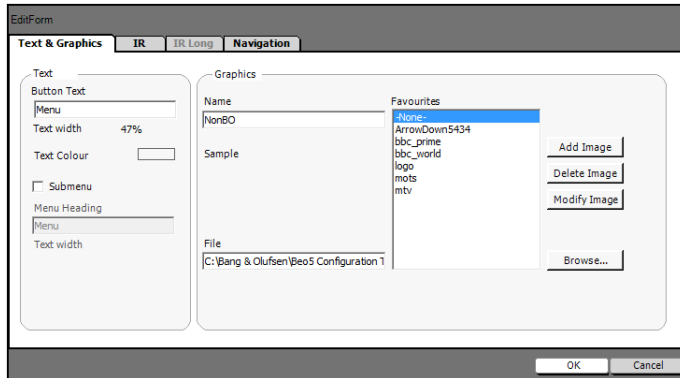 EditForm
Text & Graphics IR IR Long Navigation
Text
Button Text
Menu
Text width 47%
Text Colour
Submenu
Menu Heading
Menu
Text width
Graphics
Name
NonBO
Sample
File
C:\Bang & Olufsen\Beo5 Configuration T
Favourites
-None-
ArrowDown5434
bbc_prime
bbc_world
logo
mots
mtv
Add Image
Delete Image
Modify Image
Browse...
OK Cancel